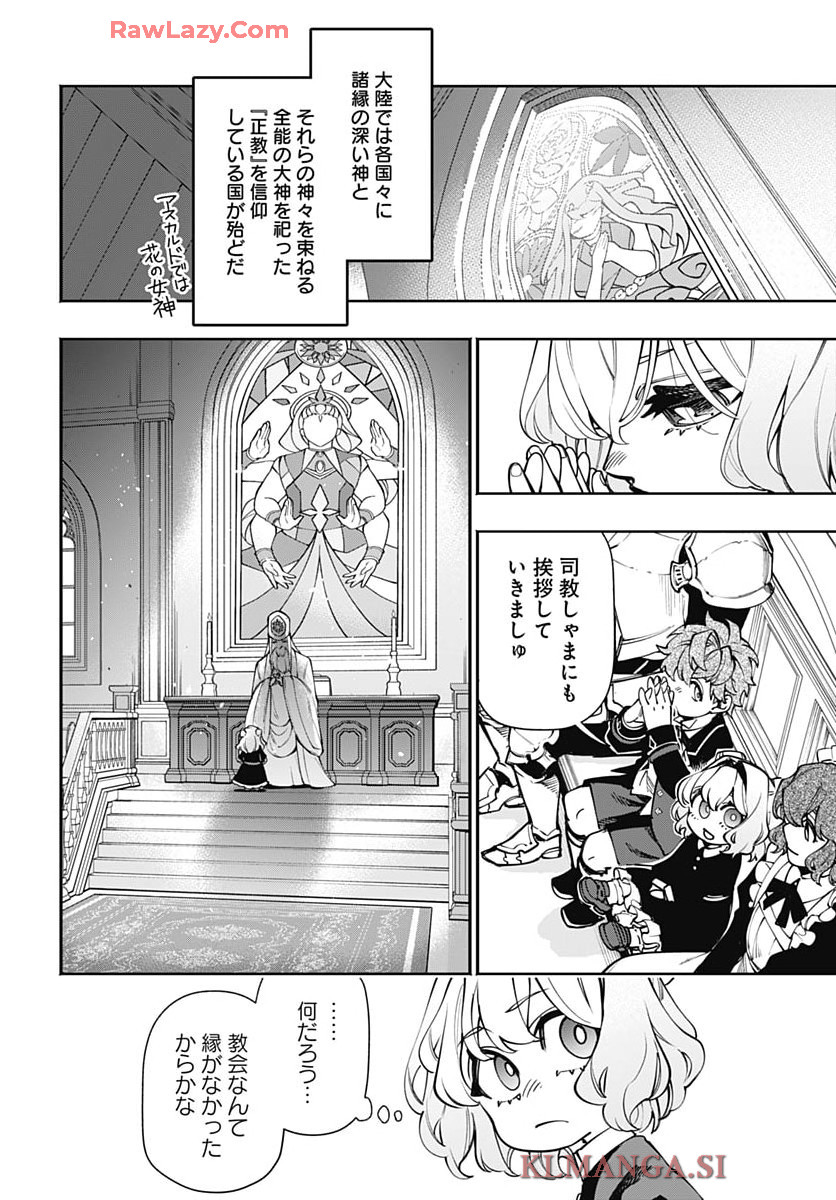 RawLazy.Com
大陸では各国々に
諸縁の深い神と
それらの神々を束ねる
全能の大神を祀った
『正教』を信仰
している国が殆どだ
アスカルドでは
花の女神
司教しゃまにも
挨拶して
いきましゅ
……
何だろう…
教会なんて
縁がなかった
からかな
KLMANGA.SI